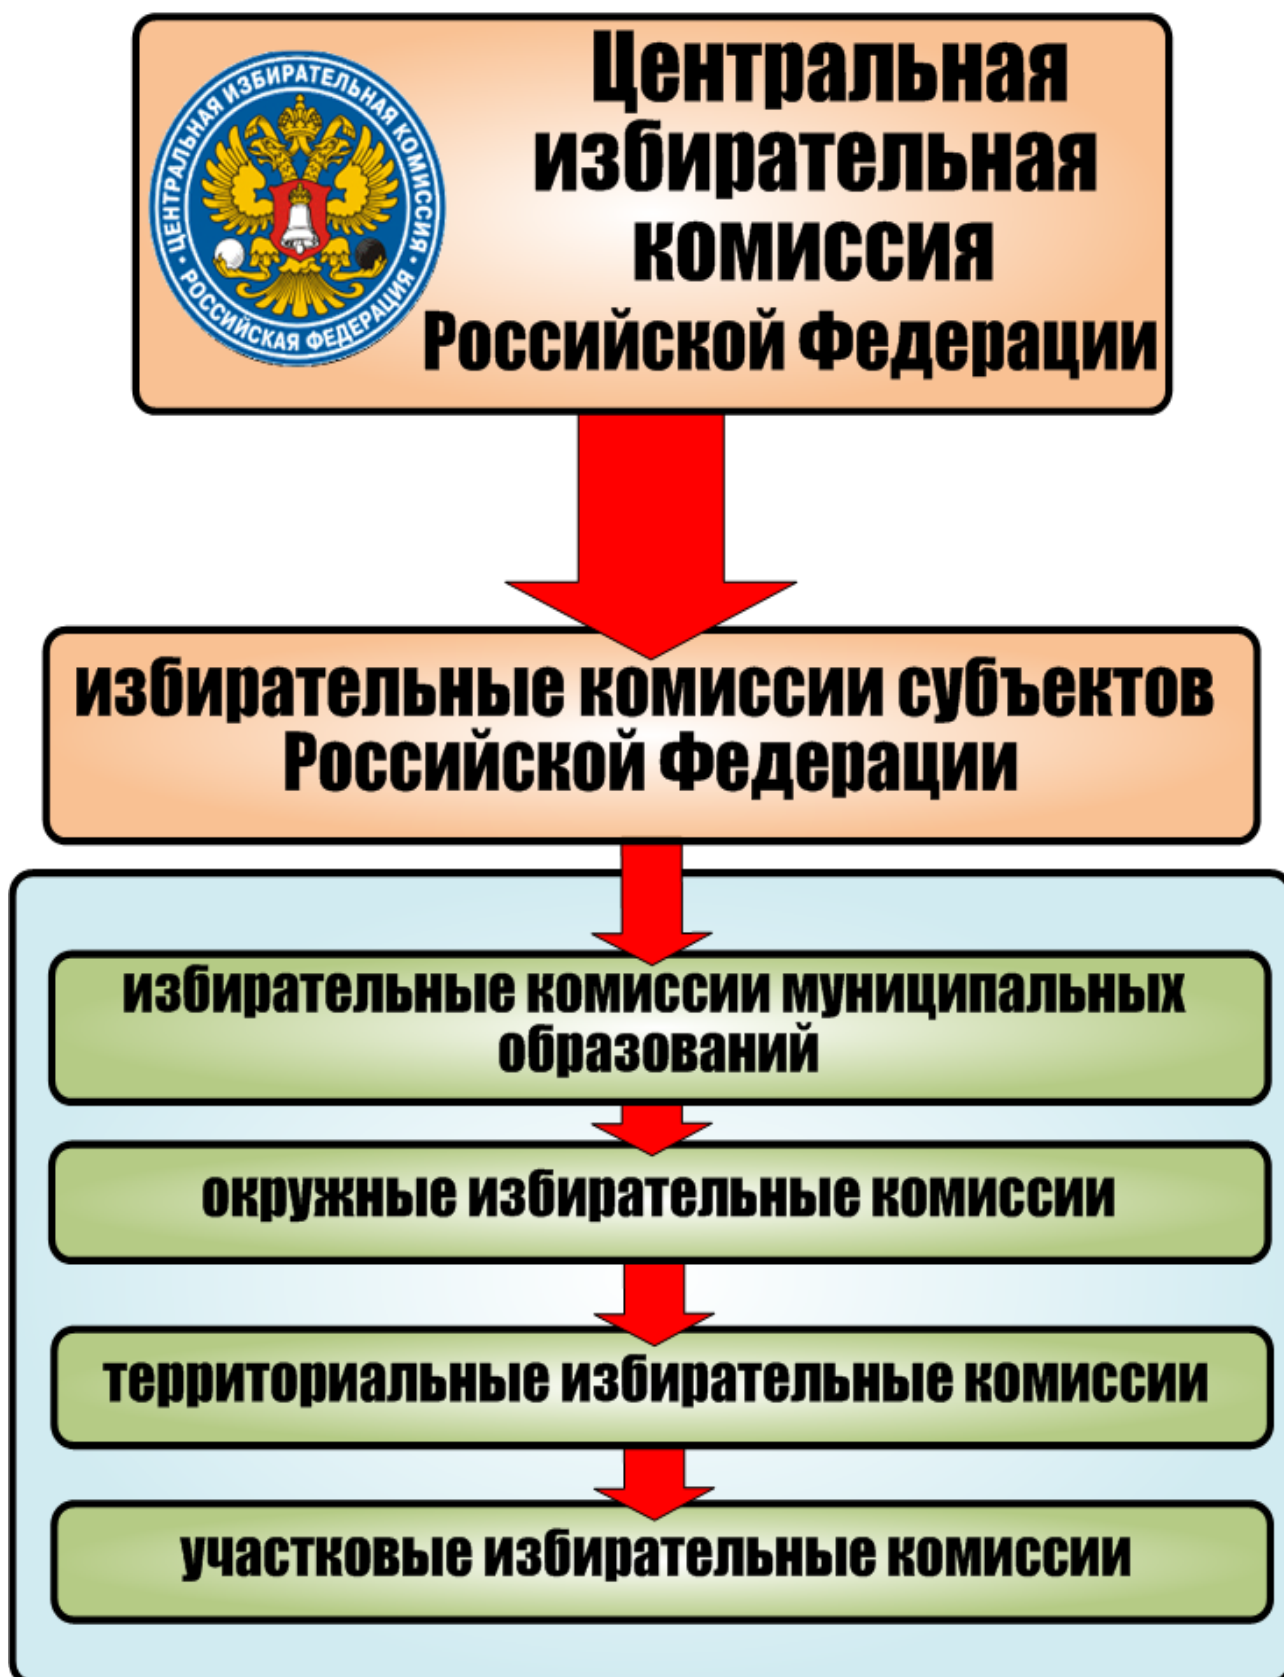 ЦЕНТРАЛЬНАЯ ИЗБИРАТЕЛЬНАЯ КОМИССИЯ
РОССИЙСКАЯ ФЕДЕРАЦИЯ
Центральная
избирательная
комиссия
Российской Федерации
избирательные комиссии субъектов
Российской Федерации
избирательные комиссии муниципальных
образований
окружные избирательные комиссии
территориальные избирательные комиссии
участковые избирательные комиссии